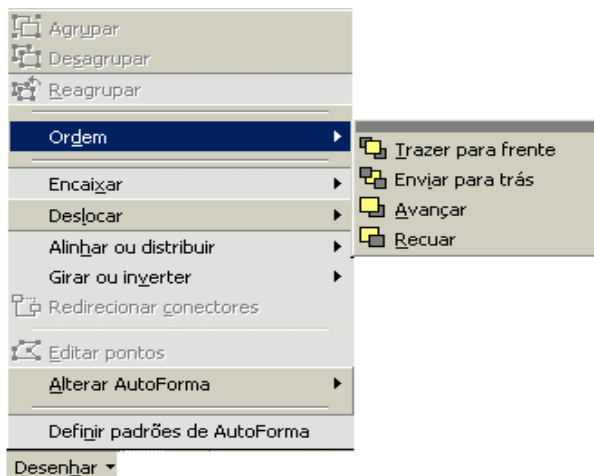 Agrupar
Desagrupar
Reagrupar
Ordem
Encaixar
Deslocar
Alinhar ou distribuir
Girar ou inverter
Redirecionar conectores
Editar pontos
Alterar AutoForma
Definir padrões de AutoForma
Desenhar
Trazer para frente
Enviar para trás
Avançar
Recuar